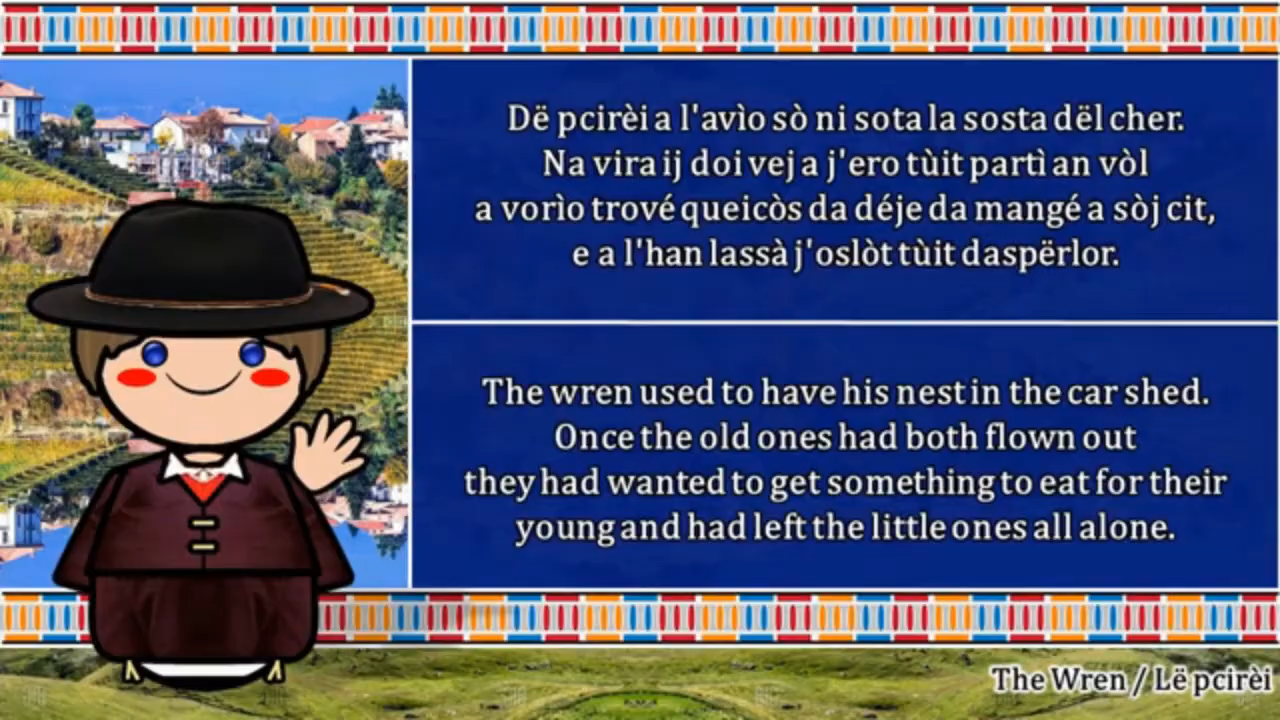 Dë pcirèi a l'avìo sò ni sota la sosta dël cher.
Na vira ij doi vej a j'ero tùit partì an vòl
a vorìo trové queicòs da déje da mangé a sòj cit,
e a l'han lassà j'oslòt tùit daspërlor.
The wren used to have his nest in the car shed.
Once the old ones had both flown out
they had wanted to get something to eat for their
young and had left the little ones all alone.
The Wren / Lë pcirèi